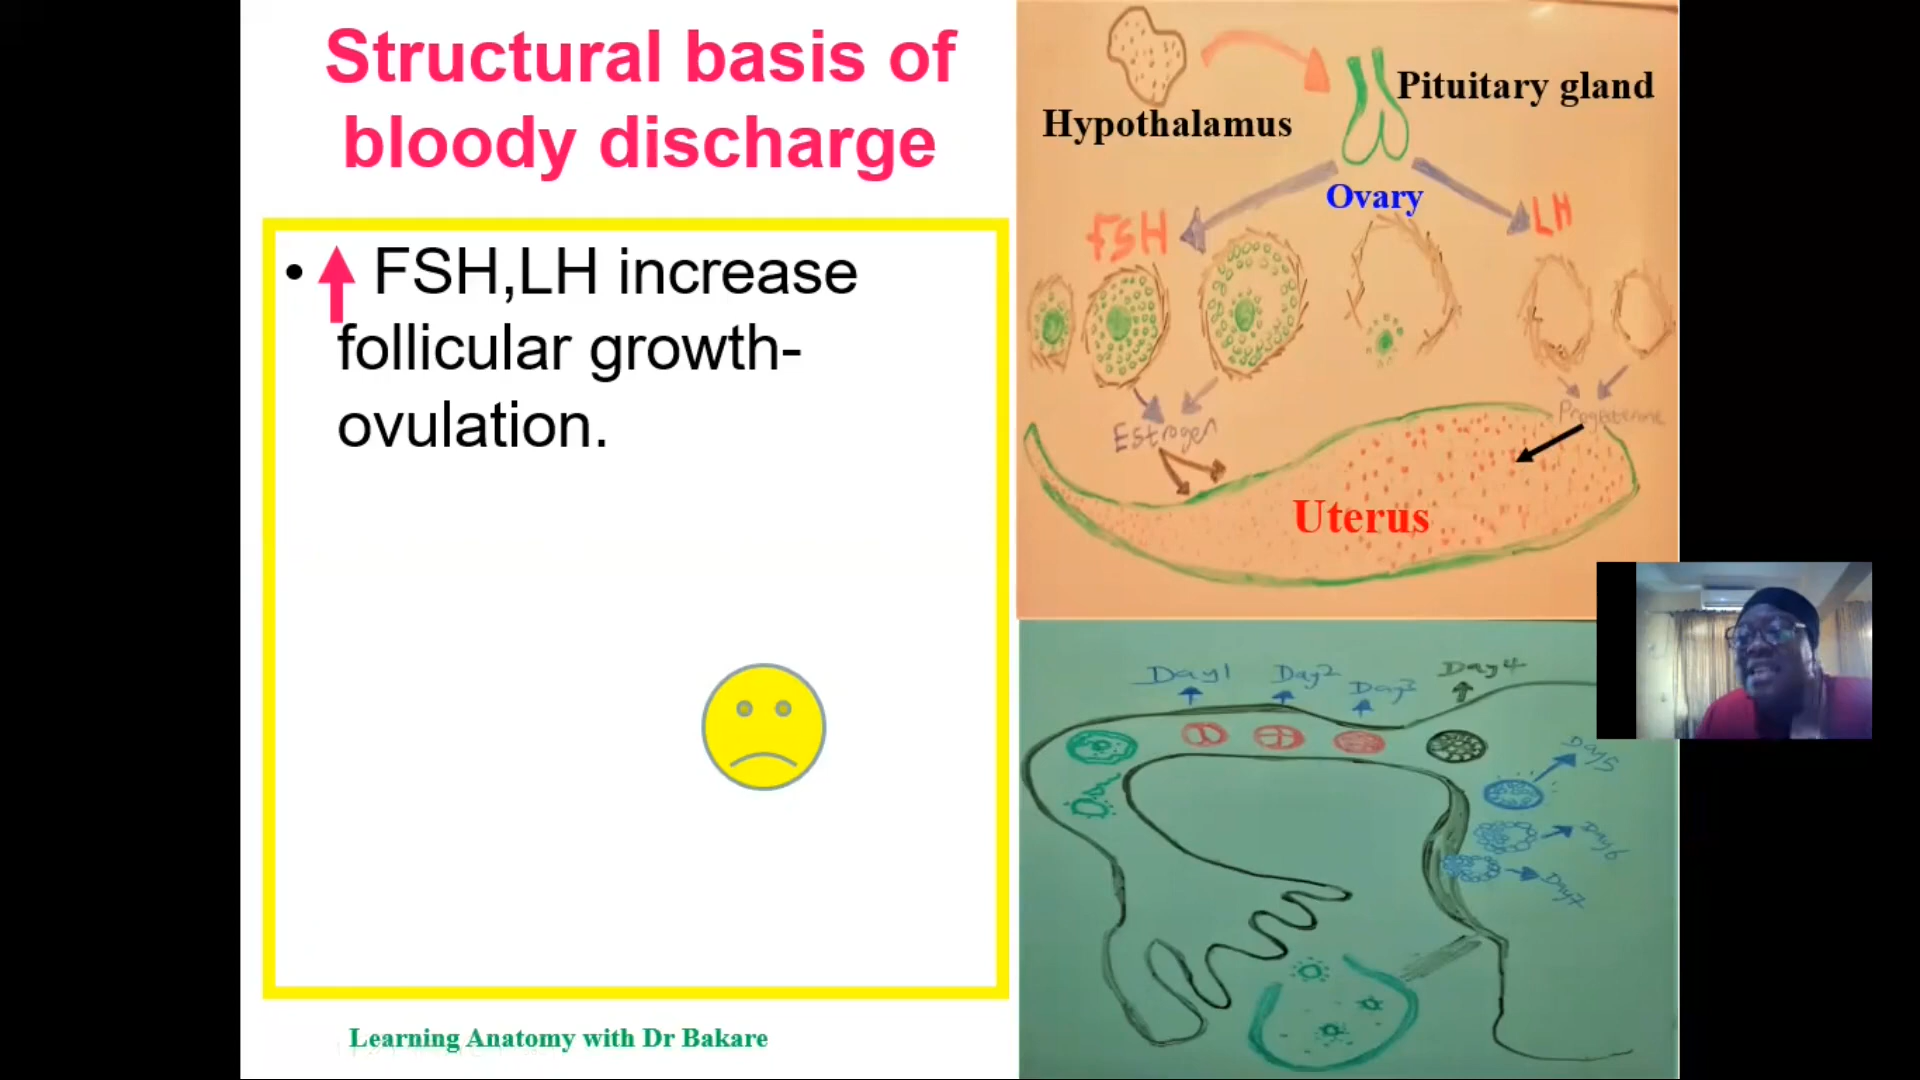 Structural basis of
bloody discharge
• FSH,LH increase
follicular growth-
ovulation.
Learning Anatomy with Dr Bakare
Hypothalamus
Pituitary gland
Ovary
FSH
LH
Estrogen
Progesterone
Uterus
Day1
Day2
Day3
Day4
Day5
Day6
Day7